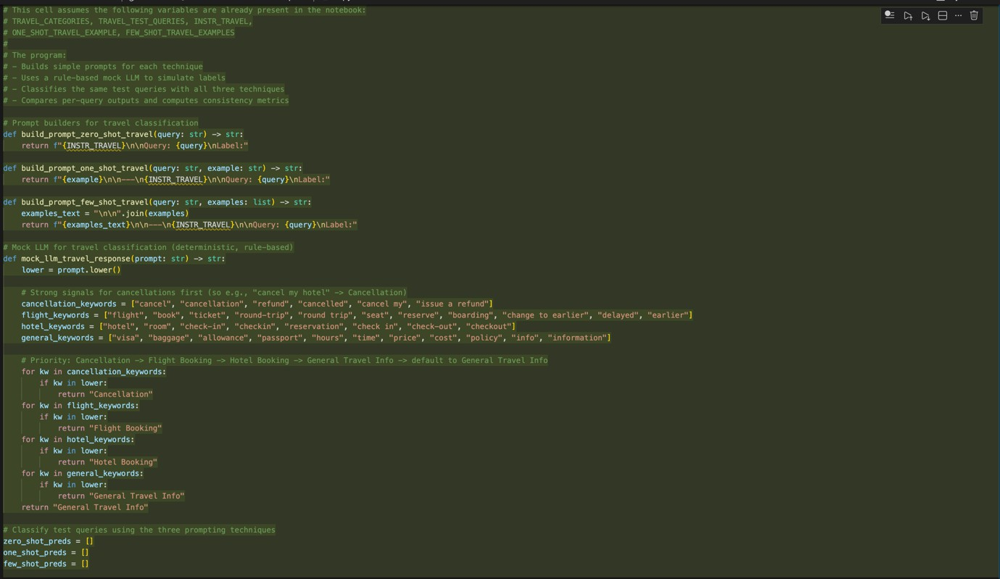 # This cell assumes the following variables are already present in the notebook:
# TRAVEL_CATEGORIES, TRAVEL_TEST_QUERIES, INSTR_TRAVEL,
# ONE_SHOT_TRAVEL_EXAMPLE, FEW_SHOT_TRAVEL_EXAMPLES
#
# The program:
# - Builds simple prompts for each technique
# - Uses a rule-based mock LLM to simulate labels
# - Classifies the same test queries with all three techniques
# - Compares per-query outputs and computes consistency metrics

# Prompt builders for travel classification
def build_prompt_zero_shot_travel(query: str) -> str:
    return f"{INSTR_TRAVEL}\n\nQuery: {query}\nLabel:"

def build_prompt_one_shot_travel(query: str, example: str) -> str:
    return f"{example}\n\n---\n{INSTR_TRAVEL}\n\nQuery: {query}\nLabel:"

def build_prompt_few_shot_travel(query: str, examples: list) -> str:
    examples_text = "\n\n".join(examples)
    return f"{examples_text}\n\n---\n{INSTR_TRAVEL}\n\nQuery: {query}\nLabel:"

# Mock LLM for travel classification (deterministic, rule-based)
def mock_llm_travel_response(prompt: str) -> str:
    lower = prompt.lower()

    # Strong signals for cancellations first (so e.g., "cancel my hotel" -> Cancellation)
    cancellation_keywords = ["cancel", "cancellation", "refund", "cancelled", "cancel my", "issue a refund"]
    flight_keywords = ["flight", "book", "ticket", "round-trip", "round trip", "seat", "reserve", "boarding", "change to earlier", "delayed", "earlier"]
    hotel_keywords = ["hotel", "room", "check-in", "checkin", "reservation", "check in", "check-out", "checkout"]
    general_keywords = ["visa", "baggage", "allowance", "passport", "hours", "time", "price", "cost", "policy", "info", "information"]

    # Priority: Cancellation -> Flight Booking -> Hotel Booking -> General Travel Info -> default to General Travel Info
    for kw in cancellation_keywords:
        if kw in lower:
            return "Cancellation"
    for kw in flight_keywords:
        if kw in lower:
            return "Flight Booking"
    for kw in hotel_keywords:
        if kw in lower:
            return "Hotel Booking"
    for kw in general_keywords:
        if kw in lower:
            return "General Travel Info"
    return "General Travel Info"

# Classify test queries using the three prompting techniques
zero_shot_preds = []
one_shot_preds = []
few_shot_preds = []